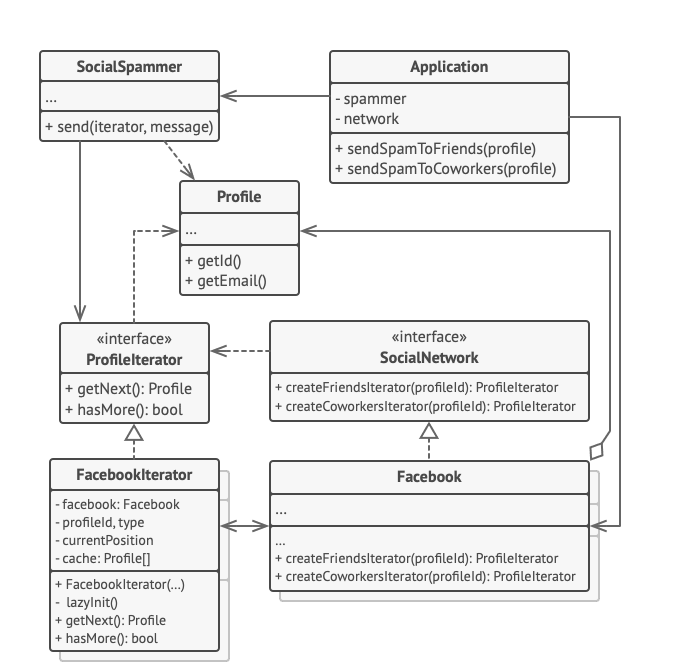 SocialSpammer
...
+ send(iterator, message)
Application
- spammer
- network
+ sendSpamToFriends(profile)
+ sendSpamToCoworkers(profile)
Profile
...
+ getId()
+ getEmail()
«interface»
ProfileIterator
+ getNext(): Profile
+ hasMore(): bool
«interface»
SocialNetwork
+ createFriendsIterator(profileId): ProfileIterator
+ createCoworkersIterator(profileId): ProfileIterator
FacebookIterator
- facebook: Facebook
- profileId, type
- currentPosition
- cache: Profile[]
+ FacebookIterator(...)
- lazyInit()
+ getNext(): Profile
+ hasMore(): bool
Facebook
...
...
+ createFriendsIterator(profileId): ProfileIterator
+ createCoworkersIterator(profileId): ProfileIterator